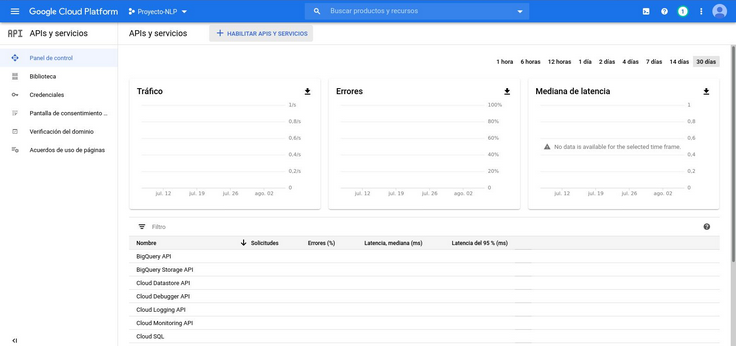 Google Cloud Platform
Proyecto-NLP
Buscar productos y recursos
1
API
APIs y servicios
APIs y servicios
HABILITAR APIS Y SERVICIOS
Panel de control
Biblioteca
Credenciales
Pantalla de consentimiento ...
Verificación del dominio
Acuerdos de uso de páginas
1 hora
6 horas
12 horas
1 día
2 días
4 días
7 días
14 días
30 días
Tráfico
1/s
0,8/s
0,6/s
0,4/s
0,2/s
0
jul. 12
jul. 19
jul. 26
ago. 02
Errores
100%
80%
60%
40%
20%
0
jul. 12
jul. 19
jul. 26
ago. 02
Mediana de latencia
1
0,8
0,6
0,4
0,2
0
No data is available for the selected time frame.
jul. 12
jul. 19
jul. 26
ago. 02
Filtro
Nombre
Solicitudes
Errores (%)
Latencia, mediana (ms)
Latencia del 95 % (ms)
BigQuery API
BigQuery Storage API
Cloud Datastore API
Cloud Debugger API
Cloud Logging API
Cloud Monitoring API
Cloud SQL